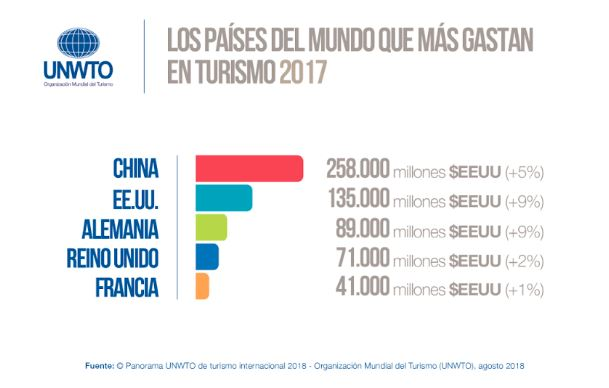 UNWTO
Organización Mundial del Turismo
LOS PAÍSES DEL MUNDO QUE MÁS GASTAN
EN TURISMO 2017
CHINA 258.000 millones $EEUU (+5%)
EE.UU. 135.000 millones $EEUU (+9%)
ALEMANIA 89.000 millones $EEUU (+9%)
REINO UNIDO 71.000 millones $EEUU (+2%)
FRANCIA 41.000 millones $EEUU (+1%)
Fuente: © Panorama UNWTO de turismo internacional 2018 - Organización Mundial del Turismo (UNWTO), agosto 2018